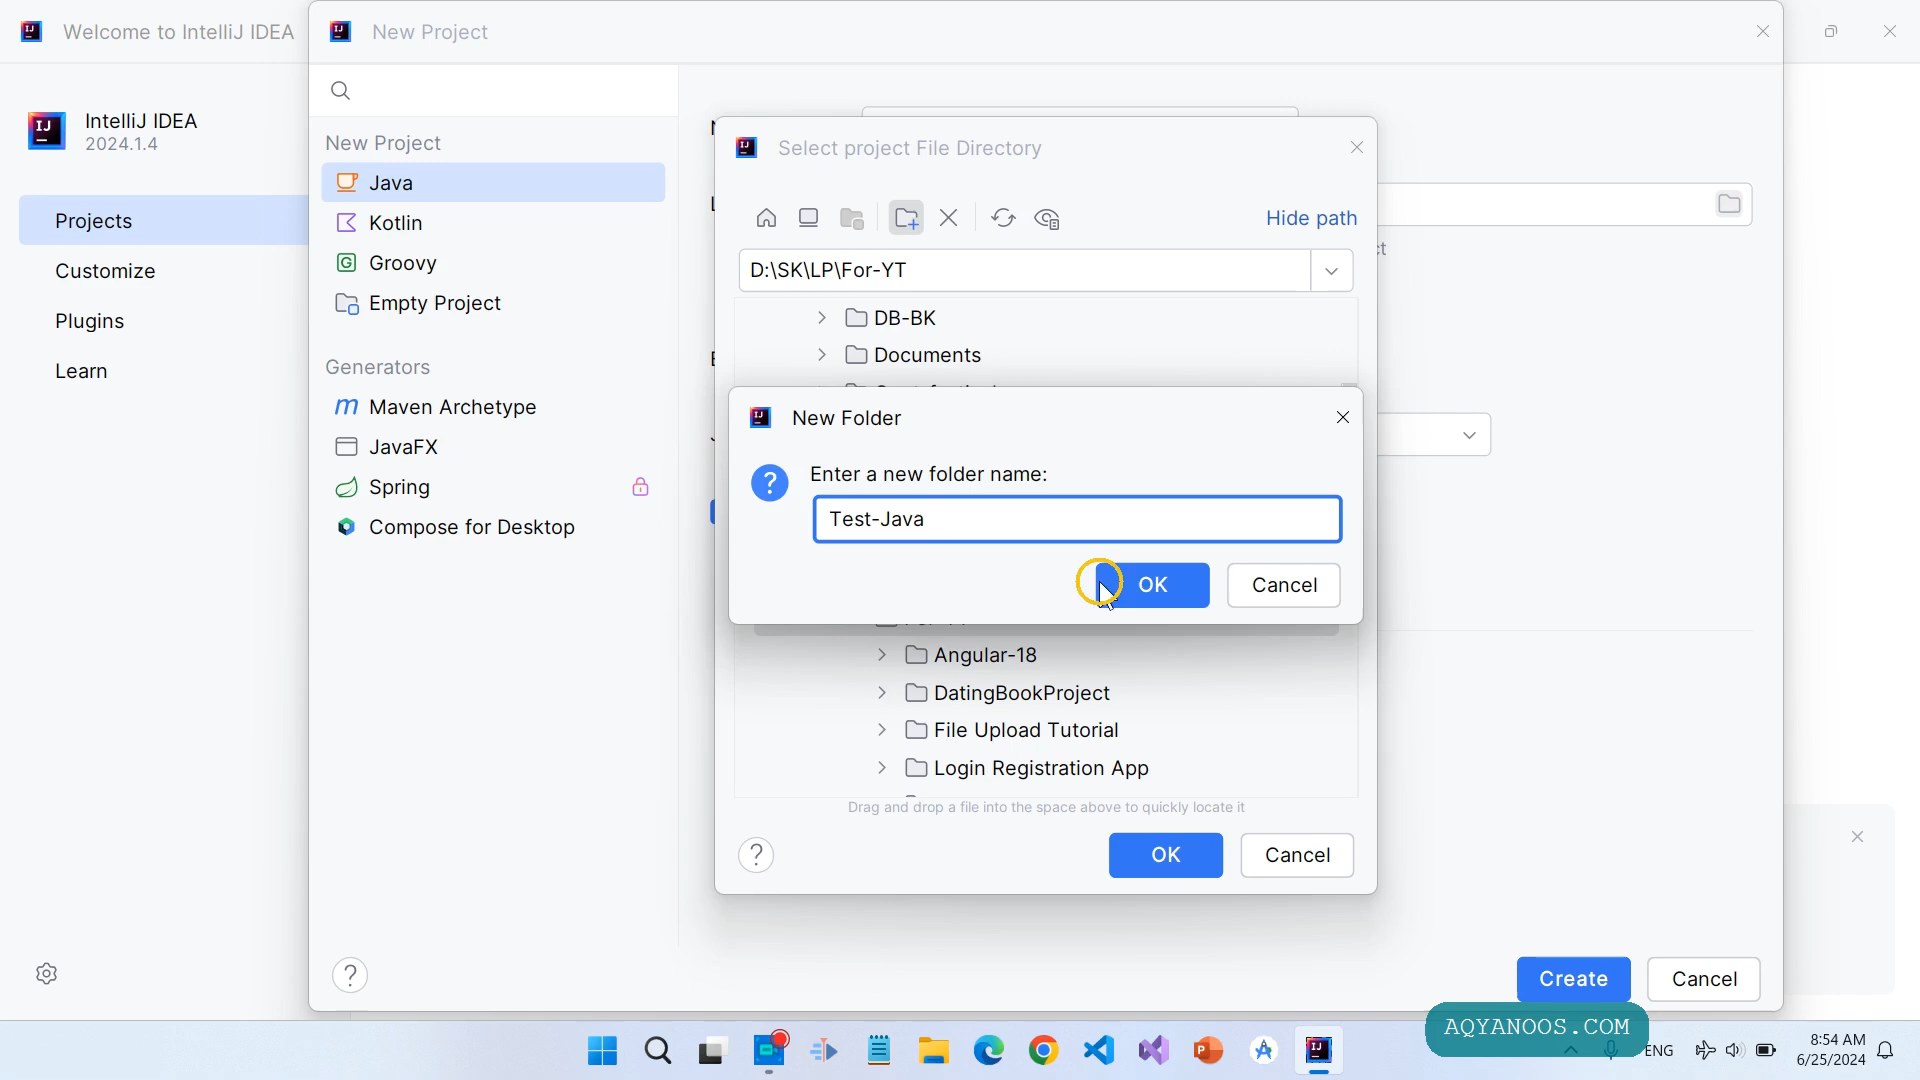 Welcome to IntelliJ IDEA
New Project
IntelliJ IDEA
2024.1.4
Projects
Customize
Plugins
Learn
New Project
Java
Kotlin
Groovy
Empty Project
Generators
Maven Archetype
JavaFX
Spring
Compose for Desktop
Select project File Directory
Hide path
D:\SK\LP\For-YT
DB-BK
Documents
New Folder
Enter a new folder name:
Test-Java
OK
Cancel
Angular-18
DatingBookProject
File Upload Tutorial
Login Registration App
Drag and drop a file into the space above to quickly locate it
OK
Cancel
Create
Cancel
AQYANOOS.COM
ENG
8:54 AM
6/25/2024